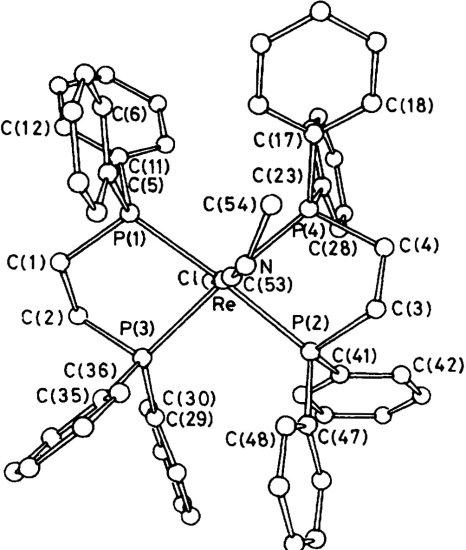 C(18)
C(6)
C(12)
C(17)
C(11)
C(5)
C(23)
C(54)
P(1)
P(4)
C(28)
C(4)
C(1)
N
Cl
C(53)
C(2)
Re
C(3)
P(3)
P(2)
C(41)
C(42)
C(36)
C(35)
C(30)
C(29)
C(48)
C(47)